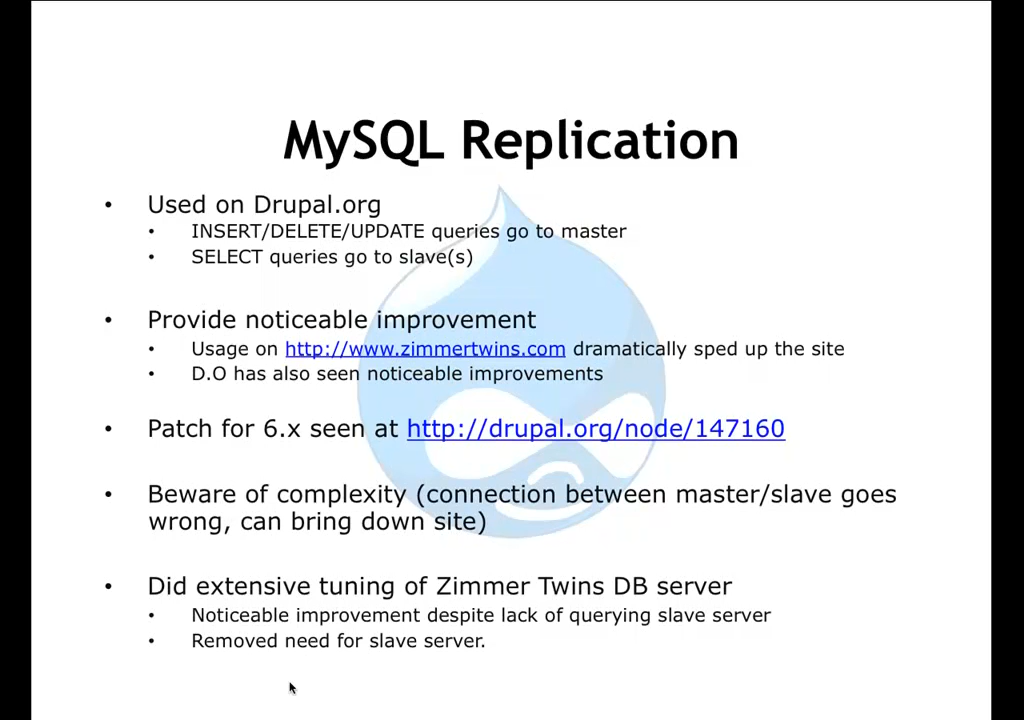 MySQL Replication
• Used on Drupal.org
• INSERT/DELETE/UPDATE queries go to master
• SELECT queries go to slave(s)
• Provide noticeable improvement
• Usage on http://www.zimmertwins.com dramatically sped up the site
• D.O has also seen noticeable improvements
• Patch for 6.x seen at http://drupal.org/node/147160
• Beware of complexity (connection between master/slave goes
wrong, can bring down site)
• Did extensive tuning of Zimmer Twins DB server
• Noticeable improvement despite lack of querying slave server
• Removed need for slave server.